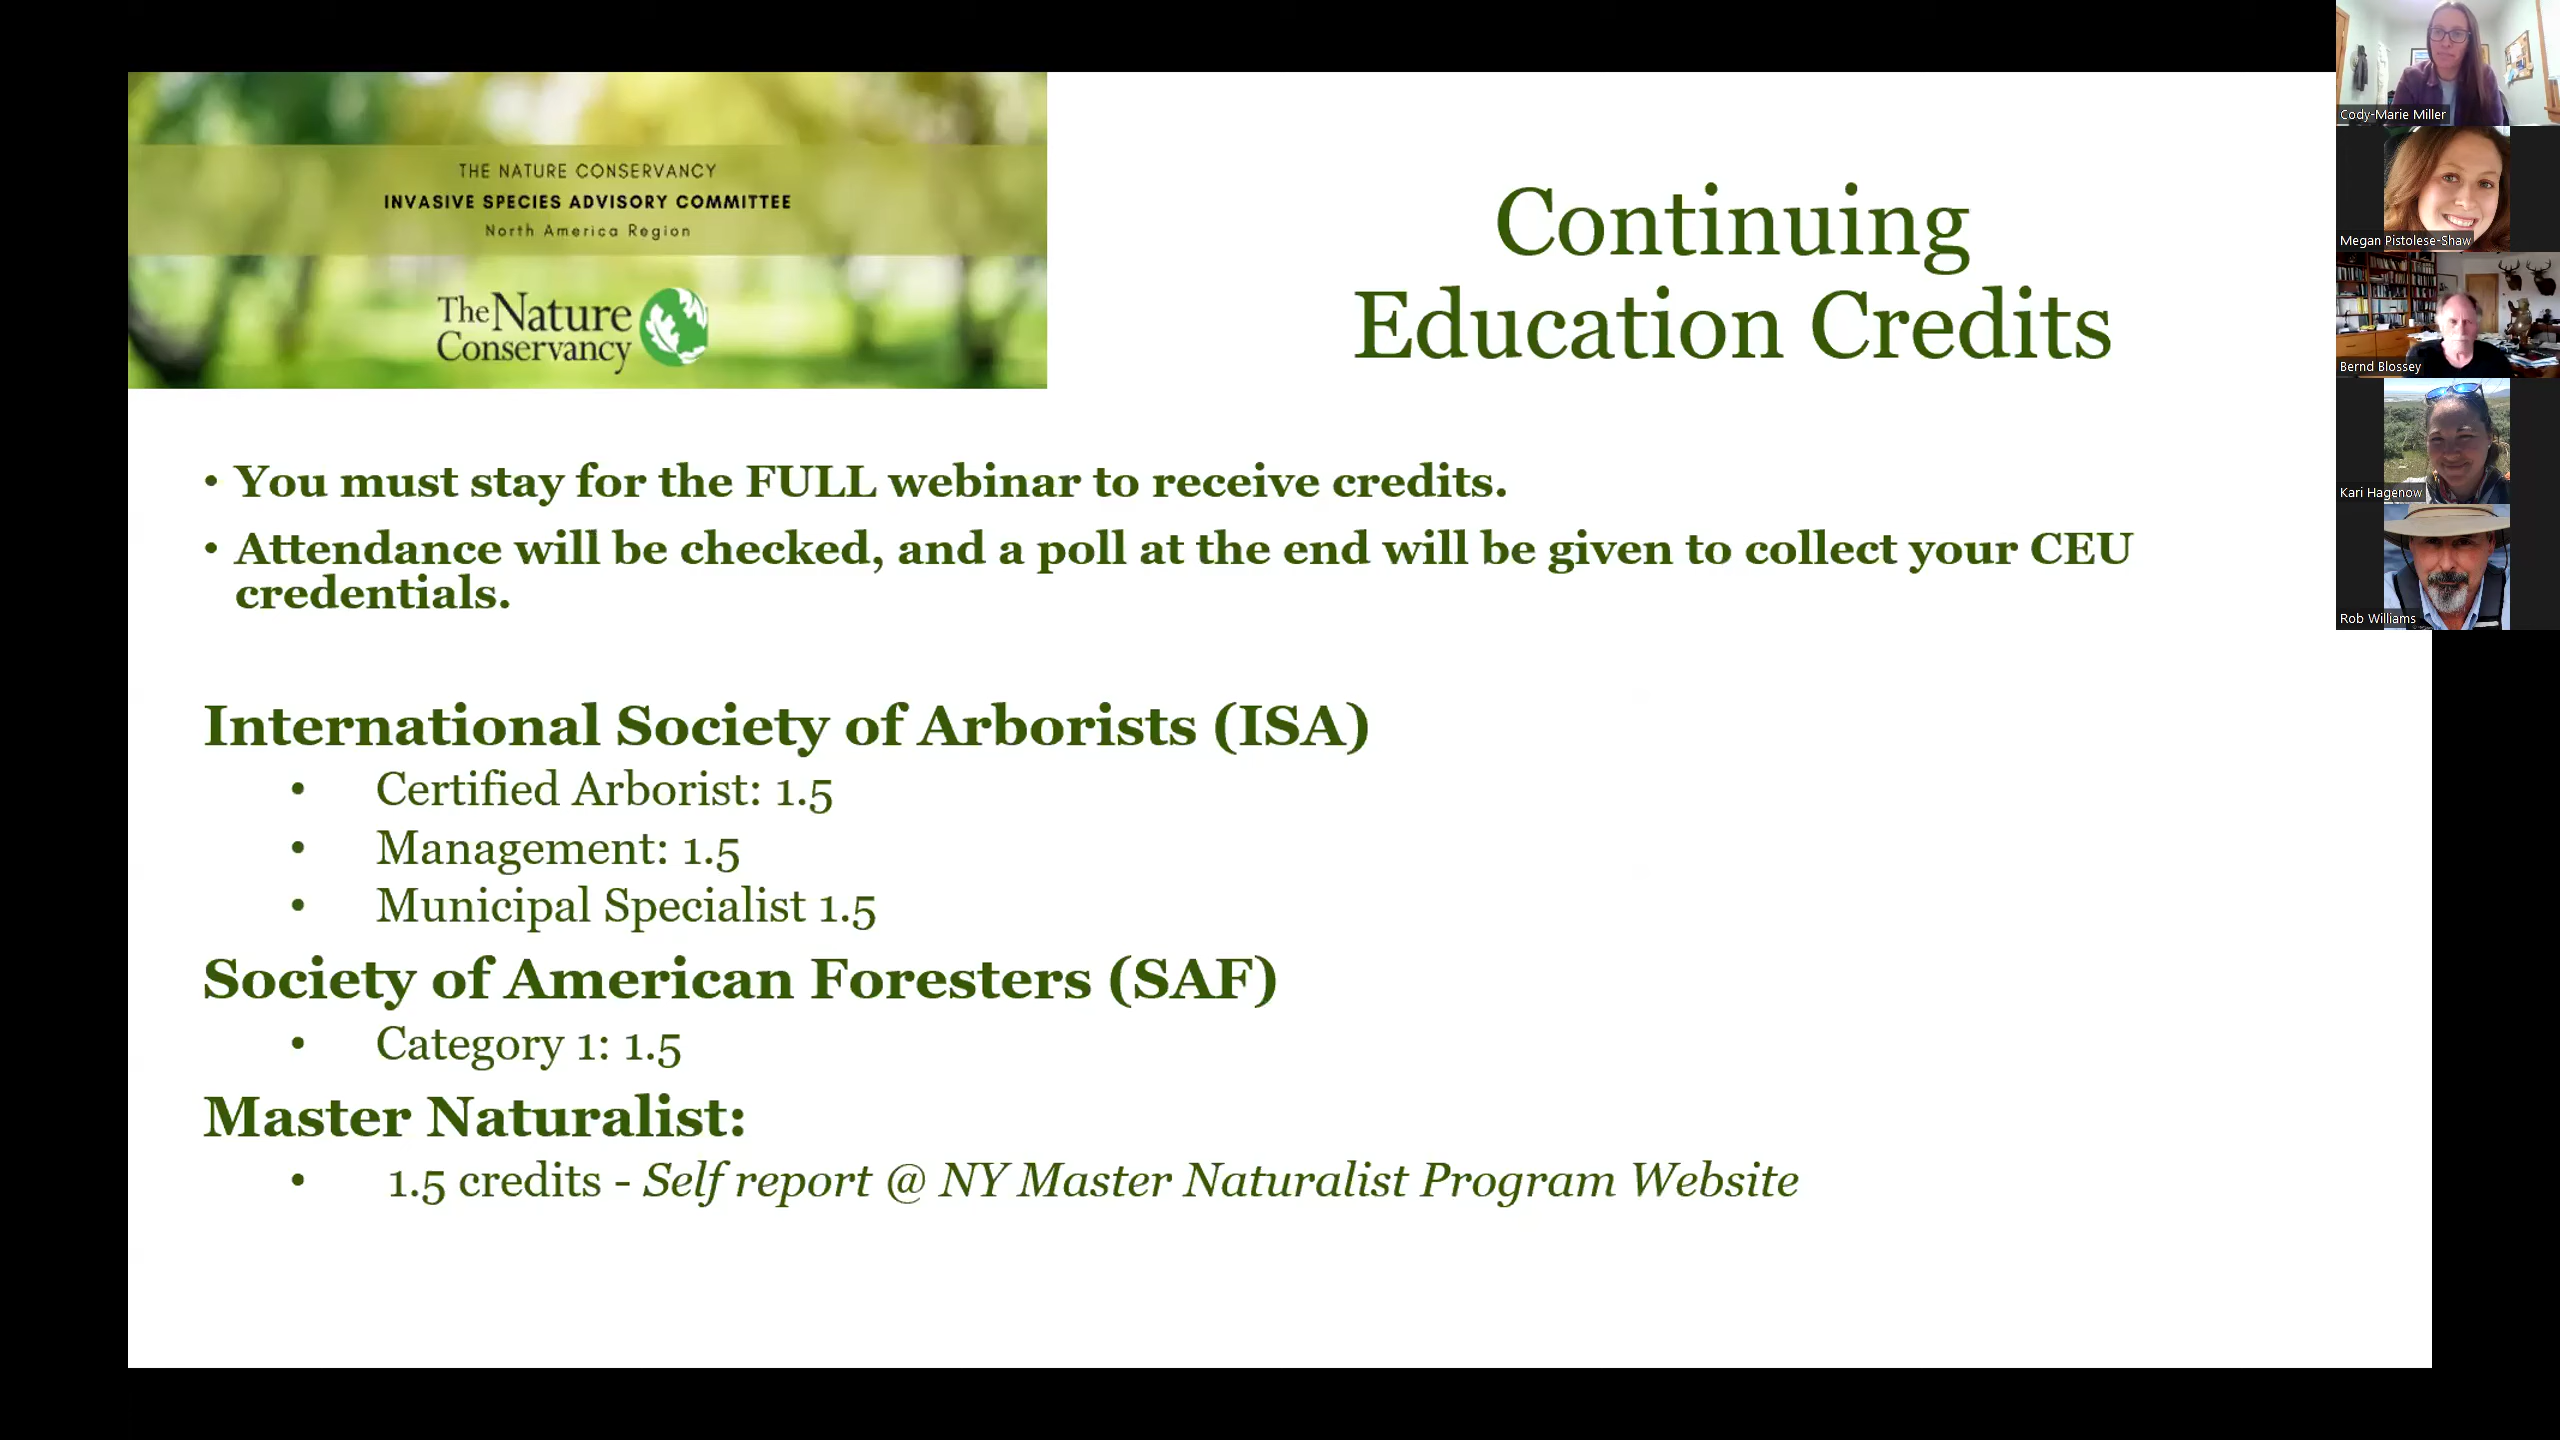 THE NATURE CONSERVANCY
INVASIVE SPECIES ADVISORY COMMITTEE
North America Region
The Nature
Conservancy
Continuing
Education Credits
• You must stay for the FULL webinar to receive credits.
• Attendance will be checked, and a poll at the end will be given to collect your CEU
credentials.
International Society of Arborists (ISA)
• Certified Arborist: 1.5
• Management: 1.5
• Municipal Specialist 1.5
Society of American Foresters (SAF)
• Category 1: 1.5
Master Naturalist:
• 1.5 credits - Self report @ NY Master Naturalist Program Website
Cody-Marie Miller
Megan Pistolese-Shaw
Bernd Blossey
Kari Hagenow
Rob Williams